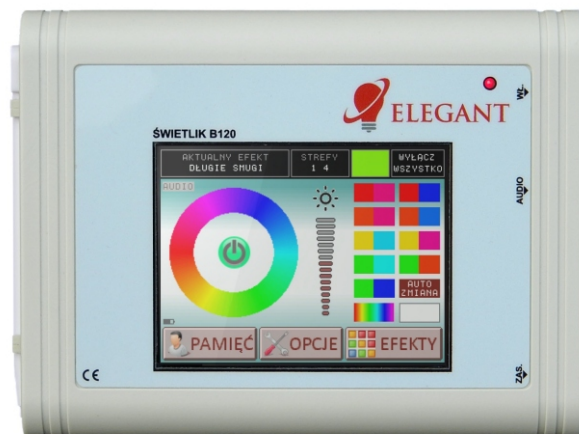 ELEGANT
WŁ.
ŚWIETLIK B120
AKTUALNY EFEKT
DŁUGIE SMUGI
STREFY
1 4
WYŁĄCZ
WSZYSTKO
AUDIO
AUDIO
AUTO
ZMIANA
PAMIĘĆ
OPCJE
EFEKTY
CE
ZAS.